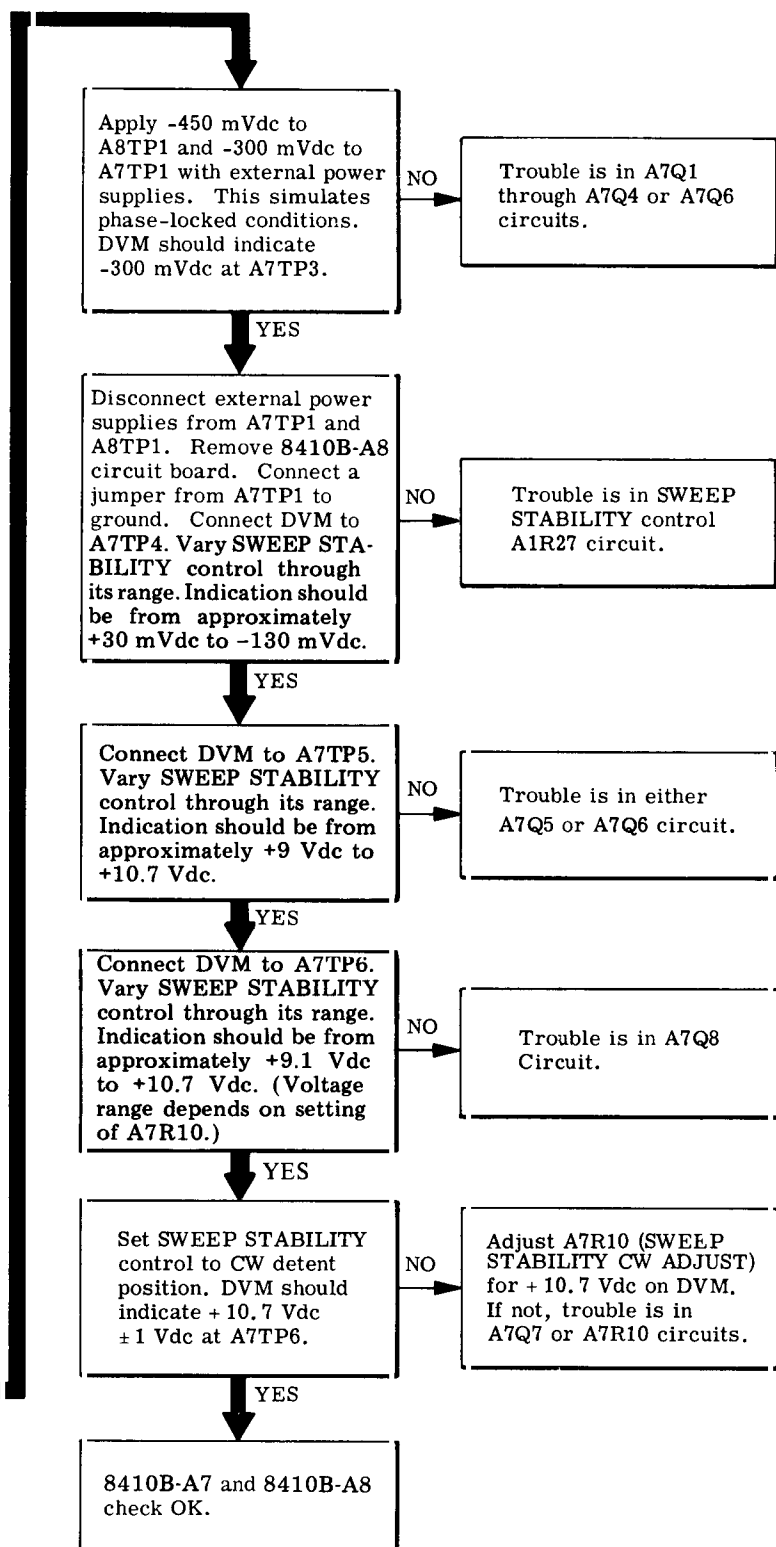 Apply -450 mVdc to
A8TP1 and -300 mVdc to
A7TP1 with external power
supplies. This simulates
phase-locked conditions.
DVM should indicate
-300 mVdc at A7TP3.
NO
Trouble is in A7Q1
through A7Q4 or A7Q6
circuits.
YES
Disconnect external power
supplies from A7TP1 and
A8TP1. Remove 8410B-A8
circuit board. Connect a
jumper from A7TP1 to
ground. Connect DVM to
A7TP4. Vary SWEEP STA-
BILITY control through
its range. Indication should
be from approximately
+30 mVdc to -130 mVdc.
NO
Trouble is in SWEEP
STABILITY control
A1R27 circuit.
YES
Connect DVM to A7TP5.
Vary SWEEP STABILITY
control through its range.
Indication should be from
approximately +9 Vdc to
+10.7 Vdc.
NO
Trouble is in either
A7Q5 or A7Q6 circuit.
YES
Connect DVM to A7TP6.
Vary SWEEP STABILITY
control through its range.
Indication should be from
approximately +9.1 Vdc
to +10.7 Vdc. (Voltage
range depends on setting
of A7R10.)
NO
Trouble is in A7Q8
Circuit.
YES
Set SWEEP STABILITY
control to CW detent
position. DVM should
indicate + 10.7 Vdc
± 1 Vdc at A7TP6.
NO
Adjust A7R10 (SWEEP
STABILITY CW ADJUST)
for + 10.7 Vdc on DVM.
If not, trouble is in
A7Q7 or A7R10 circuits.
YES
8410B-A7 and 8410B-A8
check OK.